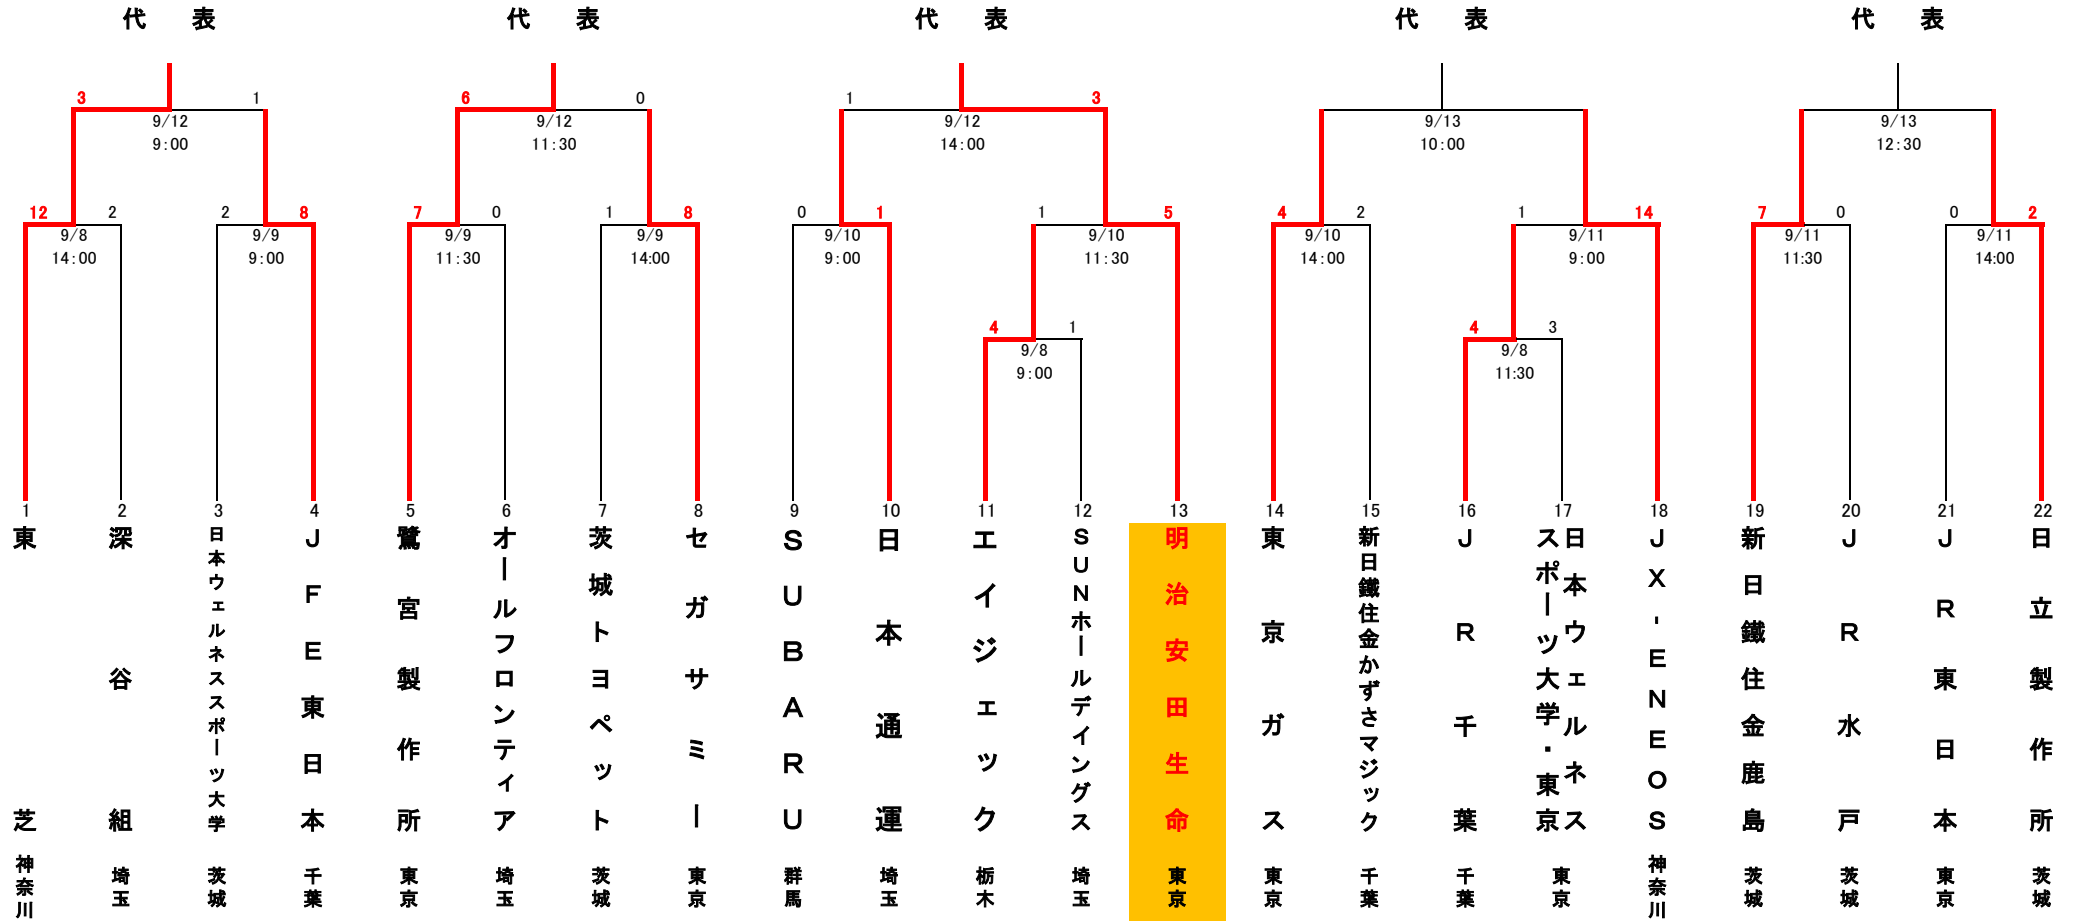 代　表
代　表
代　表
代　表
代　表
3 1
6 0
1 3
9/12
9:00
9/12
11:30
9/12
14:00
9/13
10:00
9/13
12:30
12 2
2 8
7 0
1 8
0 1
1 5
4 2
1 14
7 0
0 2
9/8
14:00
9/9
9:00
9/9
11:30
9/9
14:00
9/10
9:00
9/10
11:30
9/10
14:00
9/11
9:00
9/11
11:30
9/11
14:00
4 1
4 3
9/8
9:00
9/8
11:30
1 2 3 4 5 6 7 8 9 10 11 12 13 14 15 16 17 18 19 20 21 22
東芝
深谷組
日本ウェルネススポーツ大学
JFE東日本
鷺宮製作所
オールフロンティア
茨城トヨペット
セガサミー
SUBARU
日本通運
エイジェック
SUNホールディングス
明治安田生命
東京ガス
新日鐵住金かずさマジック
JR千葉
日本ウェルネス
スポーツ大学・東京
JX-ENEOS
新日鐵住金鹿島
JR水戸
JR東日本
日立製作所
神奈川
埼玉
茨城
千葉
東京
埼玉
茨城
東京
群馬
埼玉
栃木
埼玉
東京
東京
千葉
千葉
東京
神奈川
茨城
茨城
東京
茨城